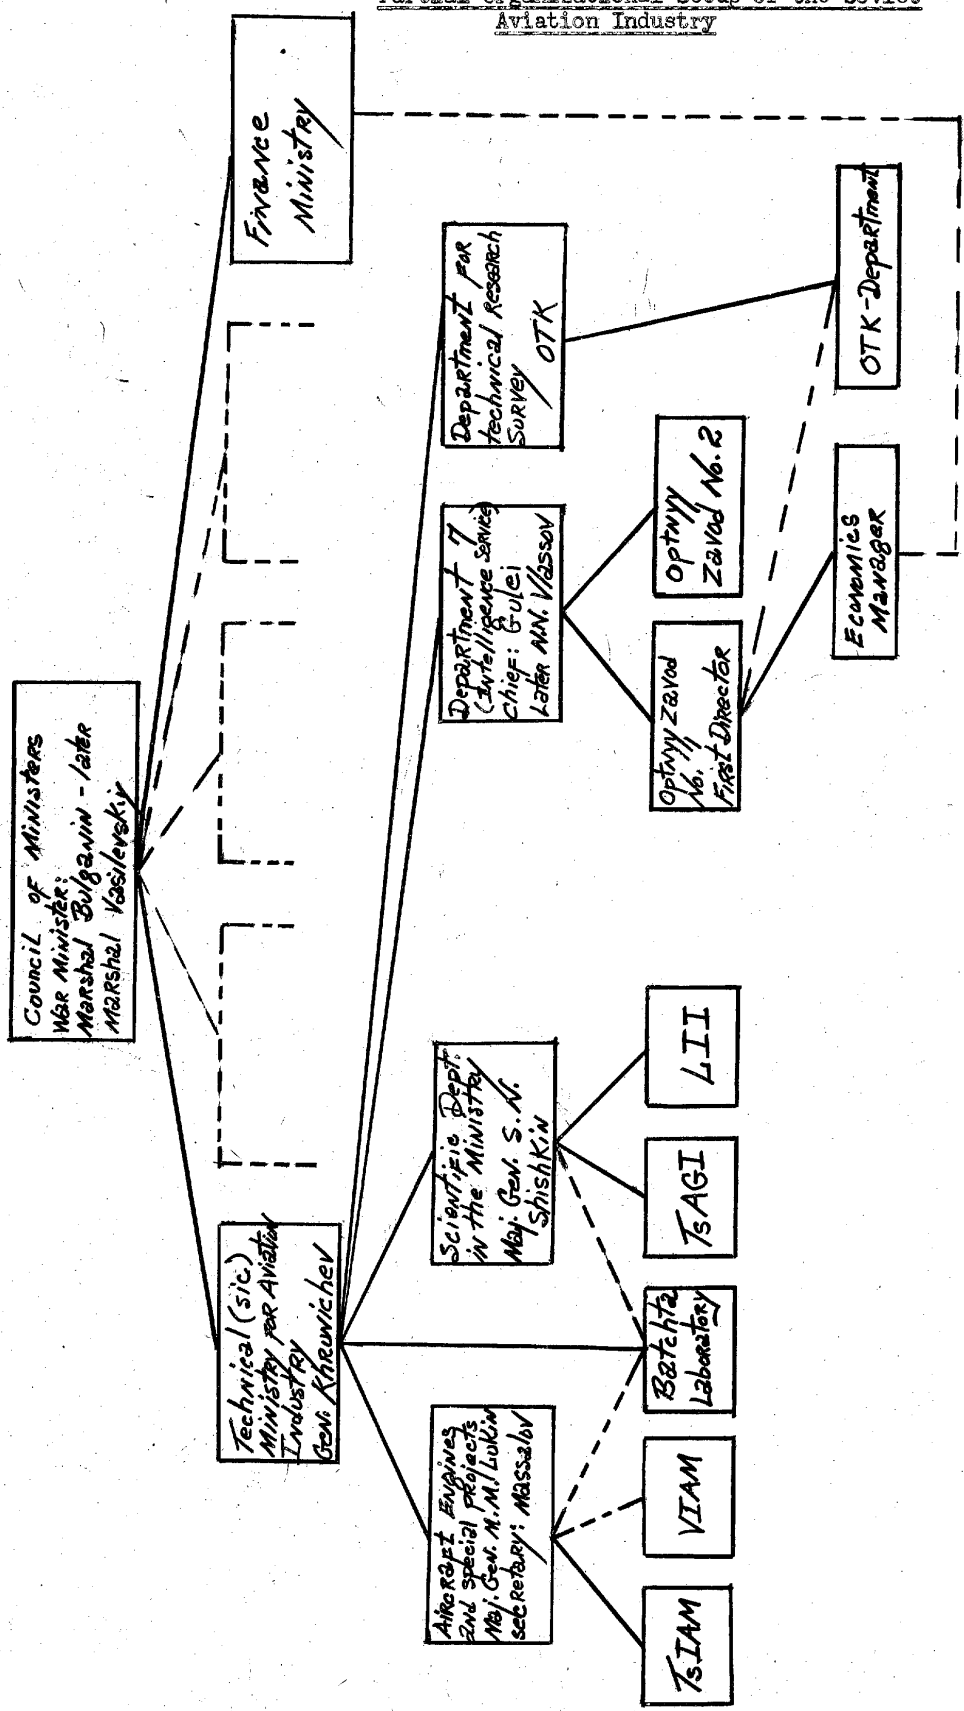 Partial Organizational Setup of the Soviet
Aviation Industry
Council of Ministers
War Minister:
Marshal Bulganin - later
Marshal Vasilevskiy
Technical (sic)
Ministry for Aviation
Industry
Gen. Khruwichev
Finance
Ministry
Aircraft Engines
and special projects
Maj. Gen. M.M. Lukin
secretary: Massalov
Scientific Dept.
in the Ministry
Maj. Gen. S. N.
Shishkin
Department 7
(Intelligence Service)
Chief: Gulei
Later N.N. Vlassov
Department for
technical Research
Survey
OTK
TsIAM
VIAM
Batchta
Laboratory
TsAGI
LII
Optnyy Zavod
No. 1
First Director
Optnyy
Zavod No. 2
Economics
Manager
OTK-Department